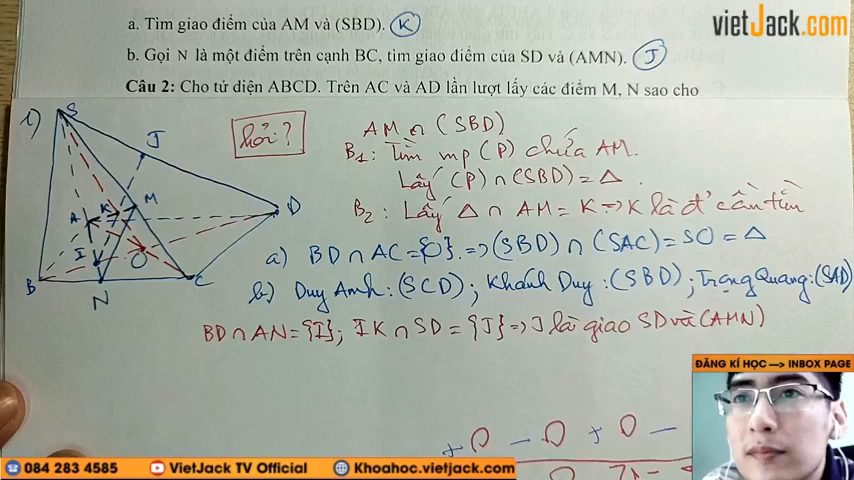 vietJack.com
a. Tìm giao điểm của AM và (SBD). K
b. Gọi N là một điểm trên cạnh BC, tìm giao điểm của SD và (AMN). J
Câu 2: Cho tứ diện ABCD. Trên AC và AD lần lượt lấy các điểm M, N sao cho
1)
S
J
A
K
M
D
I
O
B
N
C
hỏi?
AM ∩ (SBD)
B1: Tìm mp (P) chứa AM.
Lấy (P) ∩ (SBD) = Δ.
B2: Lấy Δ ∩ AM = K → K là đ' cần tìm
a) BD ∩ AC = {O}. => (SBD) ∩ (SAC) = SO = Δ
b) Duy Anh: (SCD); Khánh Duy: (SBD); Trọng Quang: (SAD)
BD ∩ AN = {I}; IK ∩ SD = {J} => J là giao SD và (AMN)
+ 0 - 0 + 0 -
ĐĂNG KÍ HỌC —> INBOX PAGE
084 283 4585 VietJack TV Official Khoahoc.vietjack.com